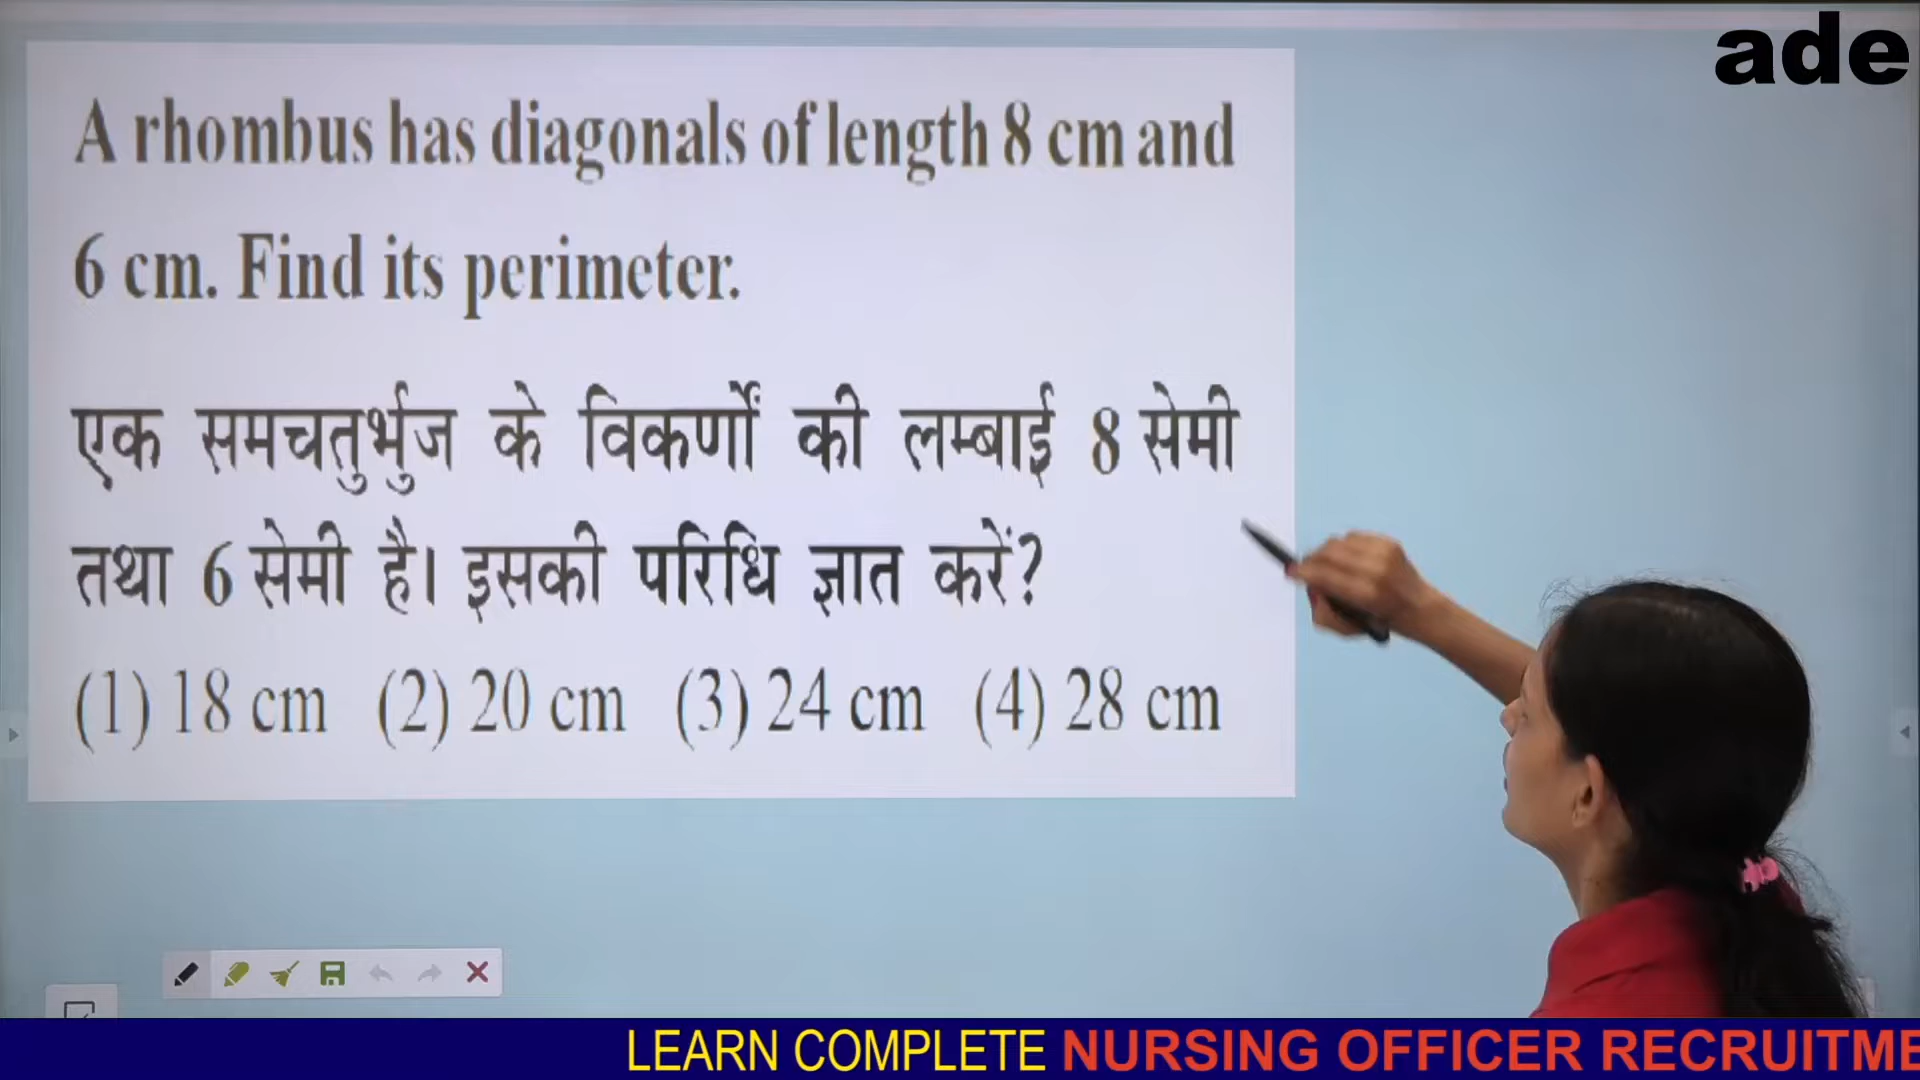 ade
A rhombus has diagonals of length 8 cm and
6 cm. Find its perimeter.
एक समचतुर्भुज के विकर्णों की लम्बाई 8 सेमी
तथा 6 सेमी है। इसकी परिधि ज्ञात करें?
(1) 18 cm (2) 20 cm (3) 24 cm (4) 28 cm
LEARN COMPLETE NURSING OFFICER RECRUITME